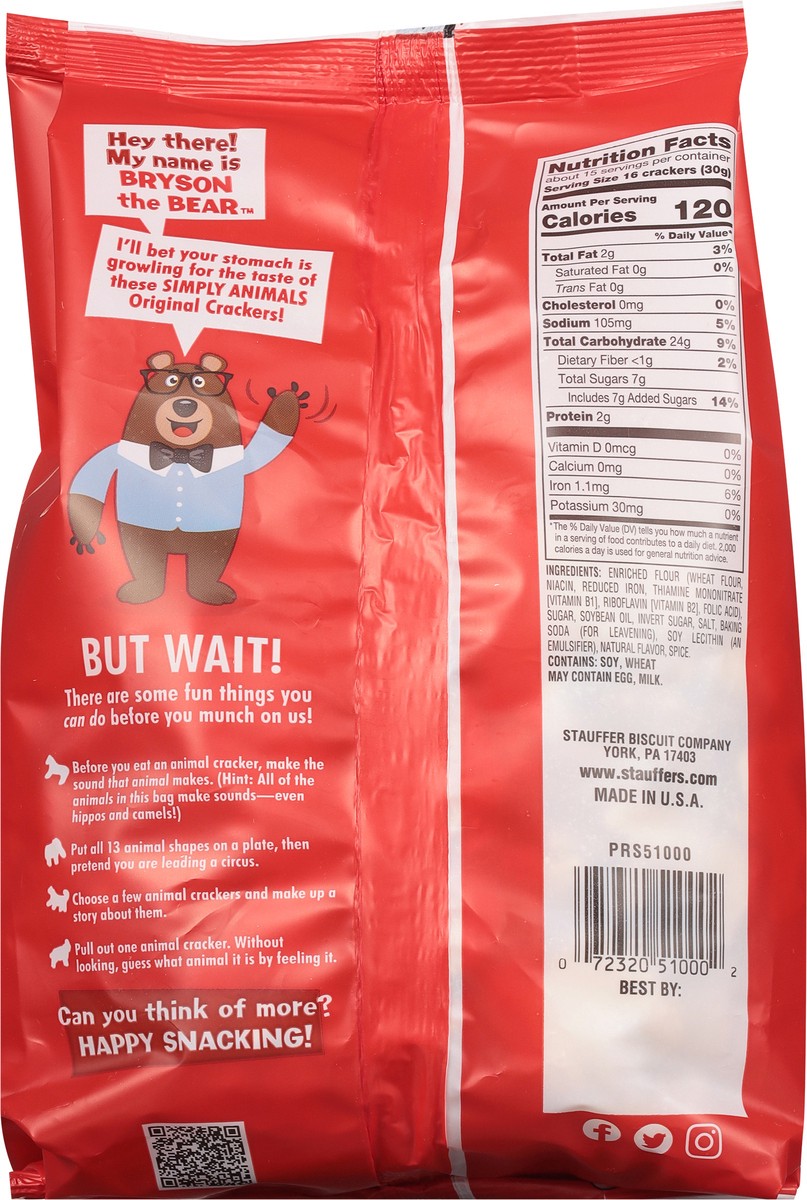 Hey there!
My name is
BRYSON
the BEAR™
I'll bet your stomach is
growling for the taste of
these SIMPLY ANIMALS
Original Crackers!
BUT WAIT!
There are some fun things you
can do before you munch on us!
Before you eat an animal cracker, make the
sound that animal makes. (Hint: All of the
animals in this bag make sounds—even
hippos and camels!)
Put all 13 animal shapes on a plate, then
pretend you are leading a circus.
Choose a few animal crackers and make up a
story about them.
Pull out one animal cracker. Without
looking, guess what animal it is by feeling it.
Can you think of more?
HAPPY SNACKING!
Nutrition Facts
about 15 servings per container
Serving Size 16 crackers (30g)
Amount Per Serving
Calories 120
% Daily Value*
Total Fat 2g 3%
Saturated Fat 0g 0%
Trans Fat 0g
Cholesterol 0mg 0%
Sodium 105mg 5%
Total Carbohydrate 24g 9%
Dietary Fiber <1g 2%
Total Sugars 7g
Includes 7g Added Sugars 14%
Protein 2g
Vitamin D 0mcg 0%
Calcium 0mg 0%
Iron 1.1mg 6%
Potassium 30mg 0%
*The % Daily Value (DV) tells you how much a nutrient
in a serving of food contributes to a daily diet. 2,000
calories a day is used for general nutrition advice.
INGREDIENTS: ENRICHED FLOUR (WHEAT FLOUR,
NIACIN, REDUCED IRON, THIAMINE MONONITRATE
[VITAMIN B1], RIBOFLAVIN [VITAMIN B2], FOLIC ACID),
SUGAR, SOYBEAN OIL, INVERT SUGAR, SALT, BAKING
SODA (FOR LEAVENING), SOY LECITHIN (AN
EMULSIFIER), NATURAL FLAVOR, SPICE.
CONTAINS: SOY, WHEAT
MAY CONTAIN EGG, MILK.
STAUFFER BISCUIT COMPANY
YORK, PA 17403
www.stauffers.com
MADE IN U.S.A.
PRS51000
0 72320 51000 2
BEST BY: